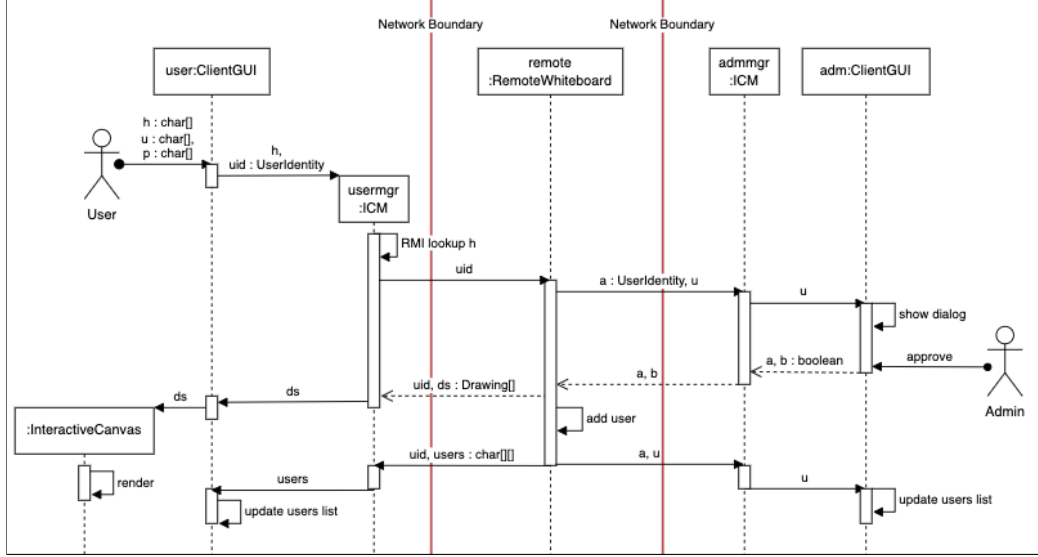 Network Boundary
Network Boundary
user:ClientGUI
remote
:RemoteWhiteboard
admmgr
:ICM
adm:ClientGUI
h : char[]
u : char[],
p : char[]
h,
uid : UserIdentity
User
usermgr
:ICM
RMI lookup h
uid
a : UserIdentity, u
u
show dialog
a, b : boolean
approve
a, b
uid, ds : Drawing[]
ds
ds
Admin
:InteractiveCanvas
add user
uid, users : char[][]
a, u
render
users
u
update users list
update users list